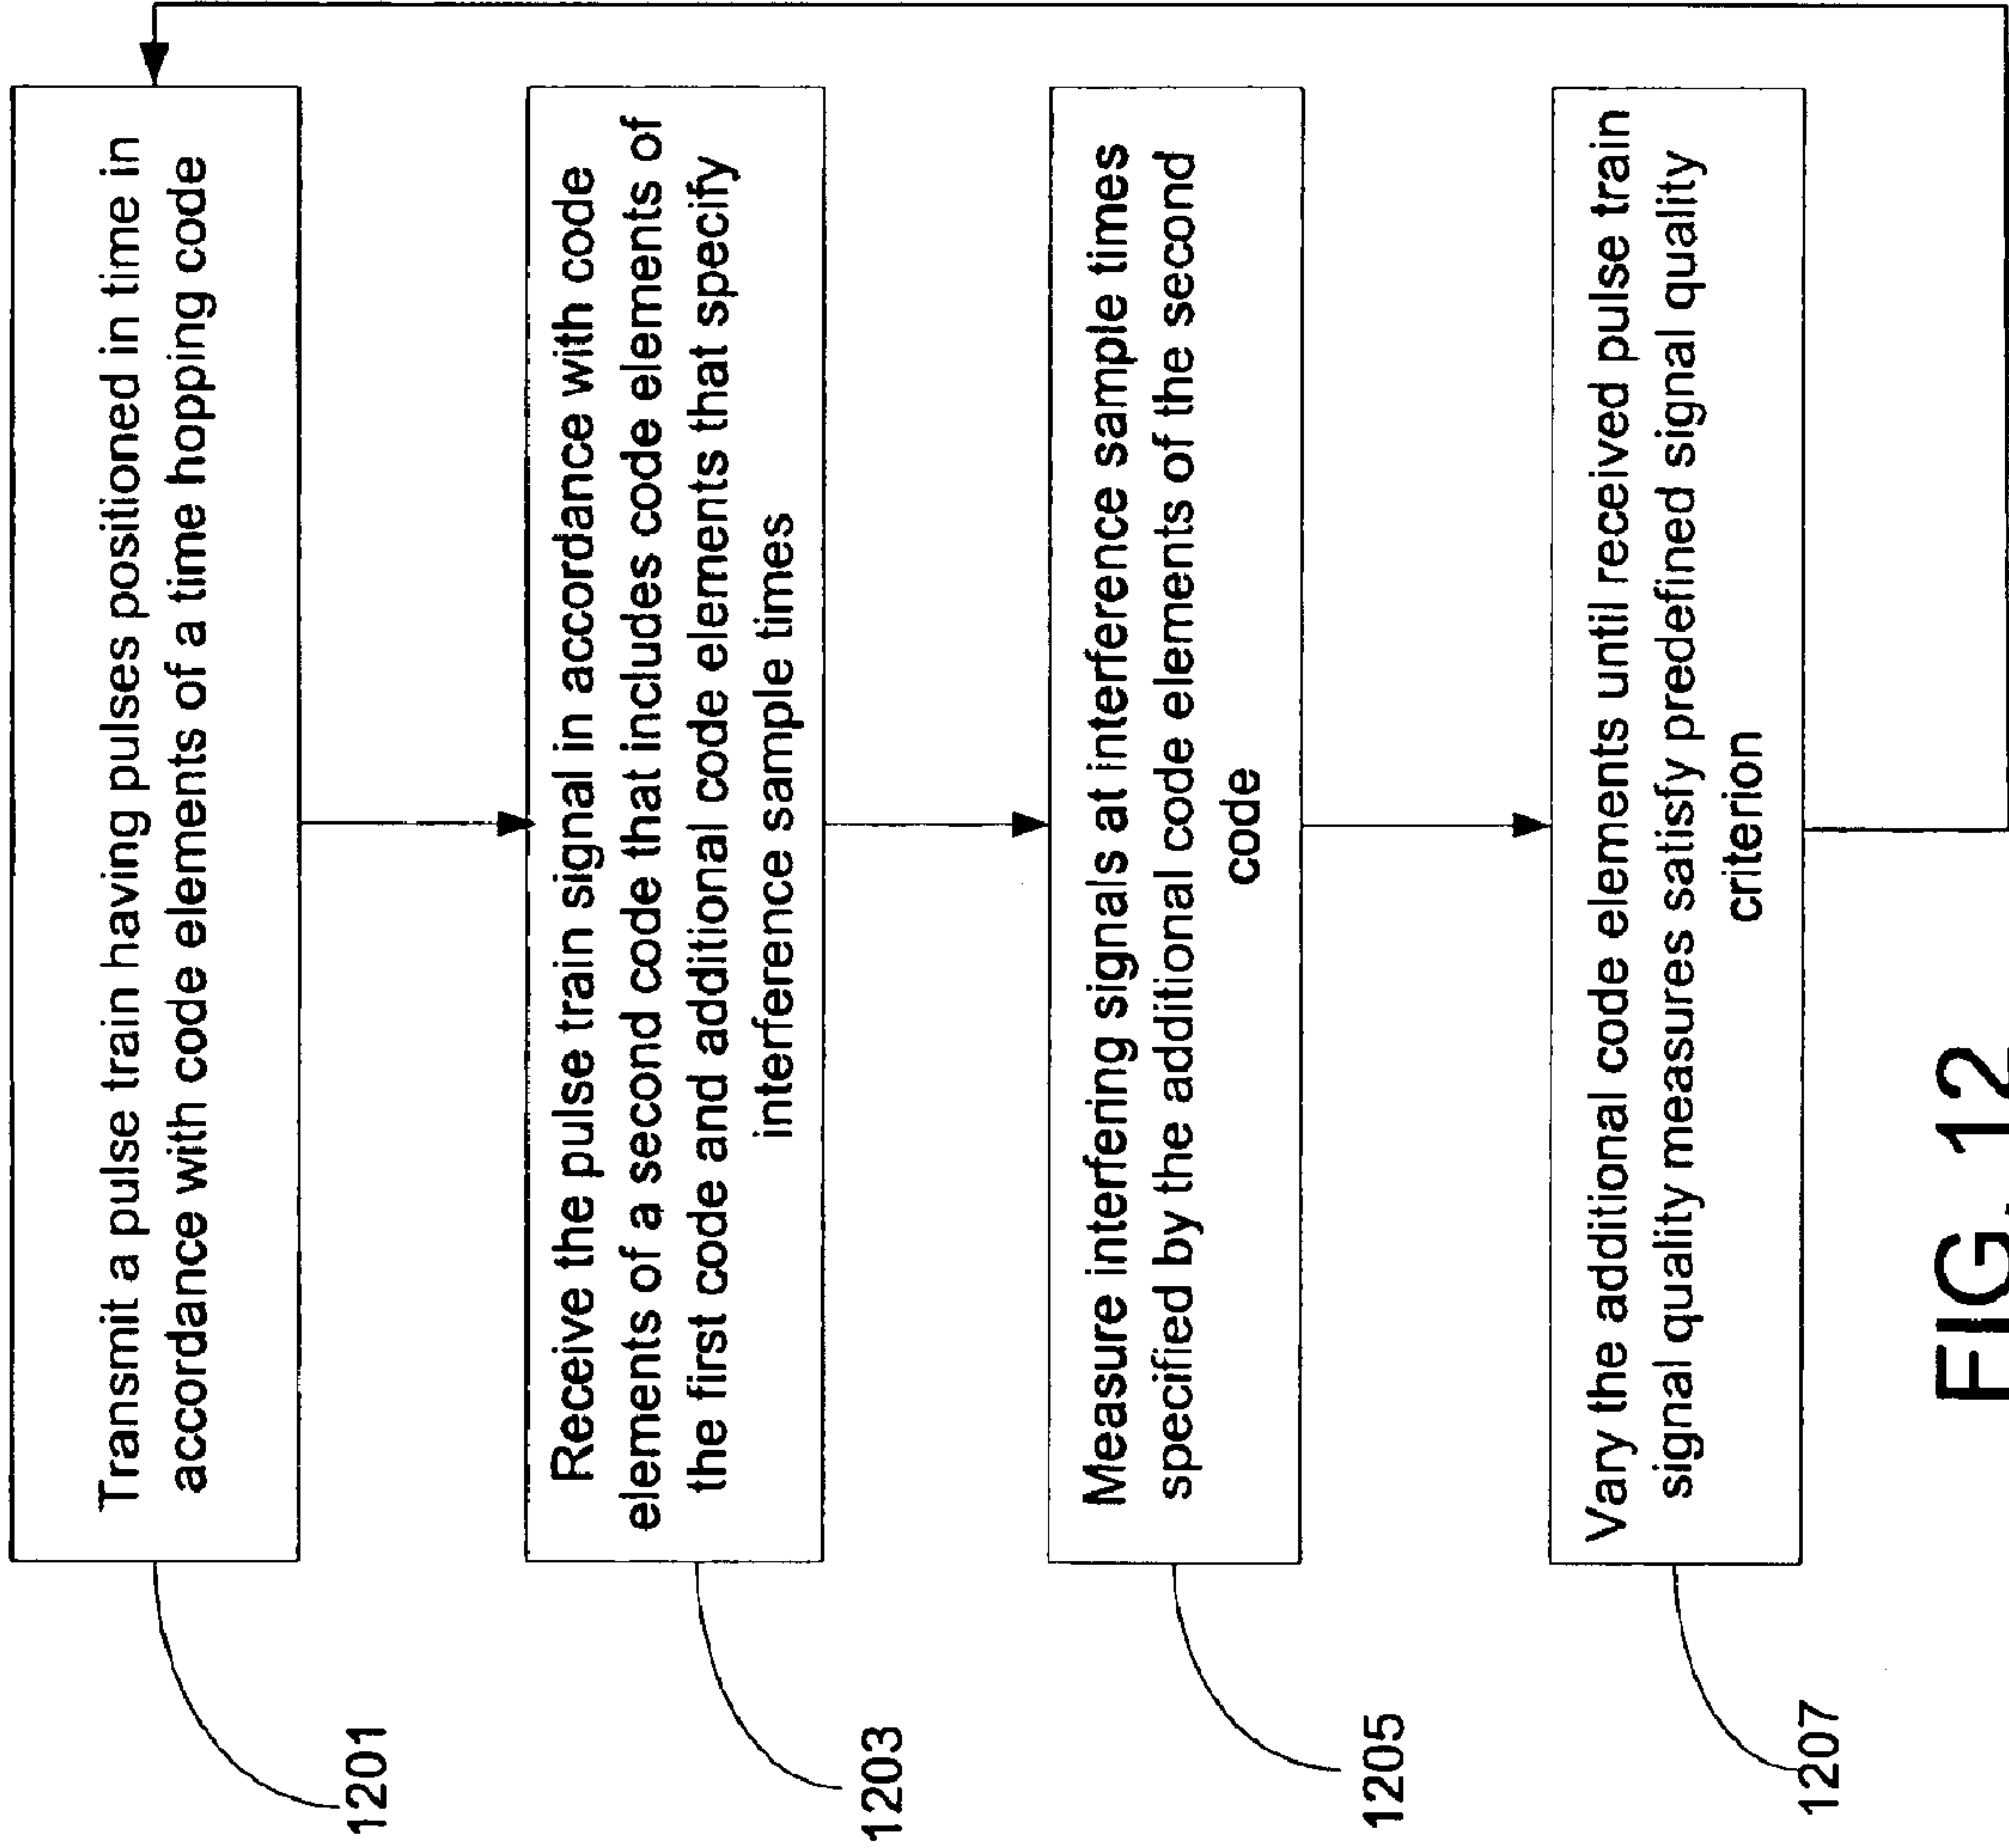 Transmit a pulse train having pulses positioned in time in
accordance with code elements of a time hopping code
1201
Receive the pulse train signal in accordance with code
elements of a second code that includes code elements of
the first code and additional code elements that specify
interference sample times
1203
Measure interfering signals at interference sample times
specified by the additional code elements of the second
code
1205
Vary the additional code elements until received pulse train
signal quality measures satisfy predefined signal quality
criterion
1207
FIG. 12